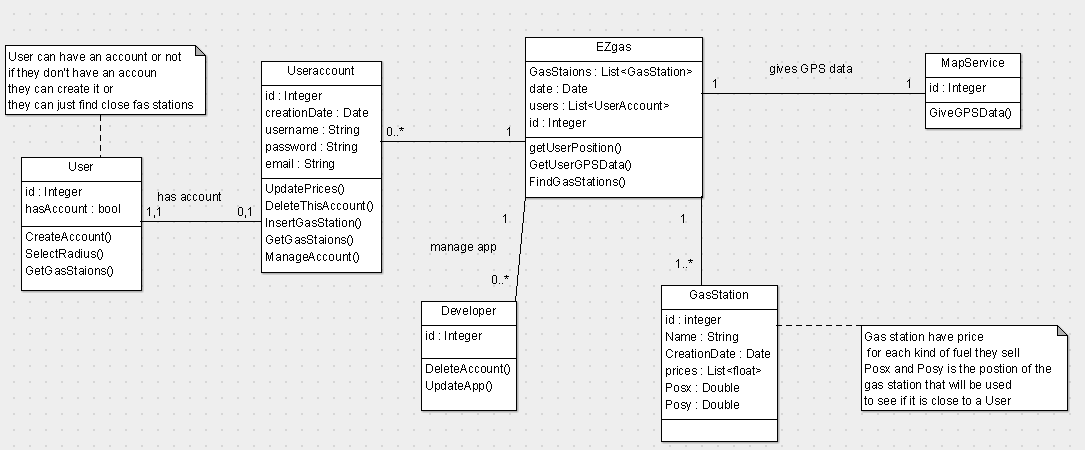 User can have an account or not
if they don't have an accoun
they can create it or
they can just find close fas stations
User
id : Integer
hasAccount : bool
CreateAccount()
SelectRadius()
GetGasStaions()
has account
1,1
0,1
Useraccount
id : Integer
creationDate : Date
username : String
password : String
email : String
UpdatePrices()
DeleteThisAccount()
InsertGasStation()
GetGasStaions()
ManageAccount()
0..*
1
EZgas
GasStaions : List<GasStation>
date : Date
users : List<UserAccount>
id : Integer
getUserPosition()
GetUserGPSData()
FindGasStations()
gives GPS data
1
1
MapService
id : Integer
GiveGPSData()
1
manage app
0..*
Developer
id : Integer
DeleteAccount()
UpdateApp()
1
1..*
GasStation
id : integer
Name : String
CreationDate : Date
prices : List<float>
Posx : Double
Posy : Double
Gas station have price
for each kind of fuel they sell
Posx and Posy is the postion of the
gas station that will be used
to see if it is close to a User